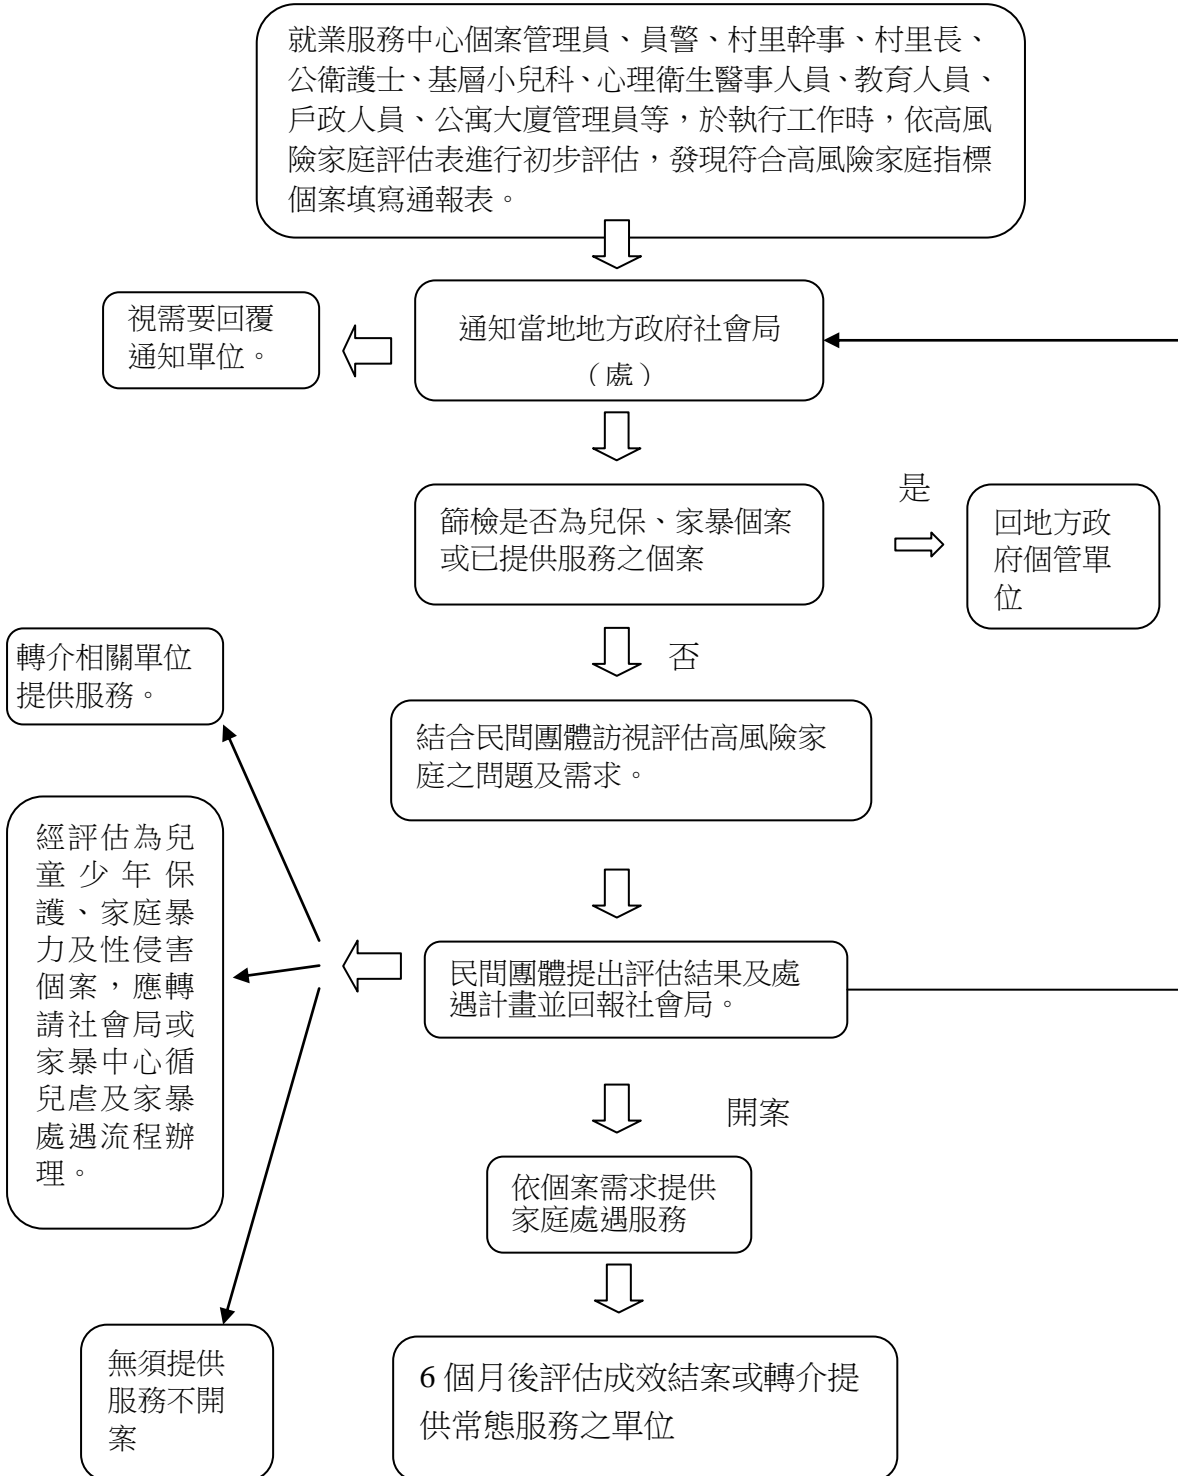 就業服務中心個案管理員、員警、村里幹事、村里長、
公衛護士、基層小兒科、心理衛生醫事人員、教育人員、
戶政人員、公寓大廈管理員等，於執行工作時，依高風
險家庭評估表進行初步評估，發現符合高風險家庭指標
個案填寫通報表。
視需要回覆
通知單位。
通知當地地方政府社會局
（處）
篩檢是否為兒保、家暴個案
或已提供服務之個案
是
回地方政
府個管單
位
否
轉介相關單位
提供服務。
結合民間團體訪視評估高風險家
庭之問題及需求。
經評估為兒
童少年保
護、家庭暴
力及性侵害
個案，應轉
請社會局或
家暴中心循
兒虐及家暴
處遇流程辦
理。
民間團體提出評估結果及處
遇計畫並回報社會局。
開案
依個案需求提供
家庭處遇服務
無須提供
服務不開
案
6 個月後評估成效結案或轉介提
供常態服務之單位